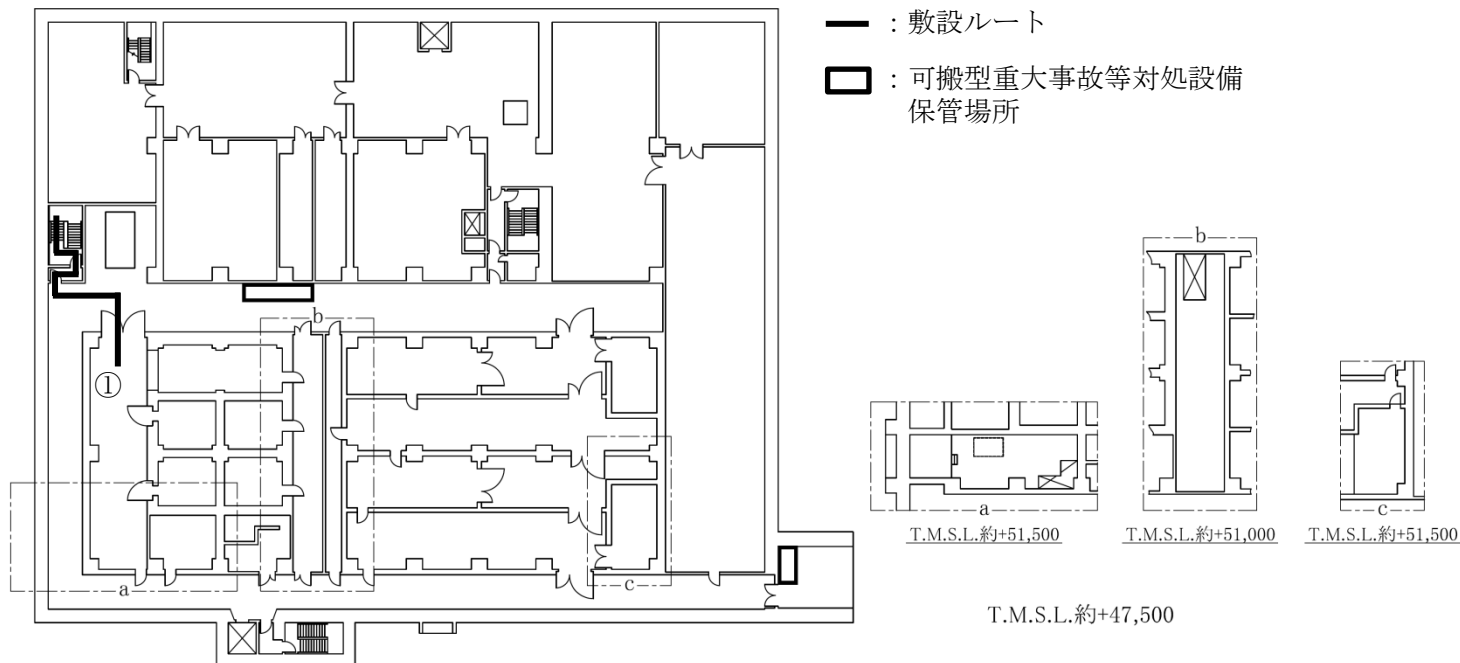 ：敷設ルート
：可搬型重大事故等対処設備
保管場所
①
b
a
c
a
T.M.S.L.約+51,500
b
T.M.S.L.約+51,000
c
T.M.S.L.約+51,500
T.M.S.L.約+47,500